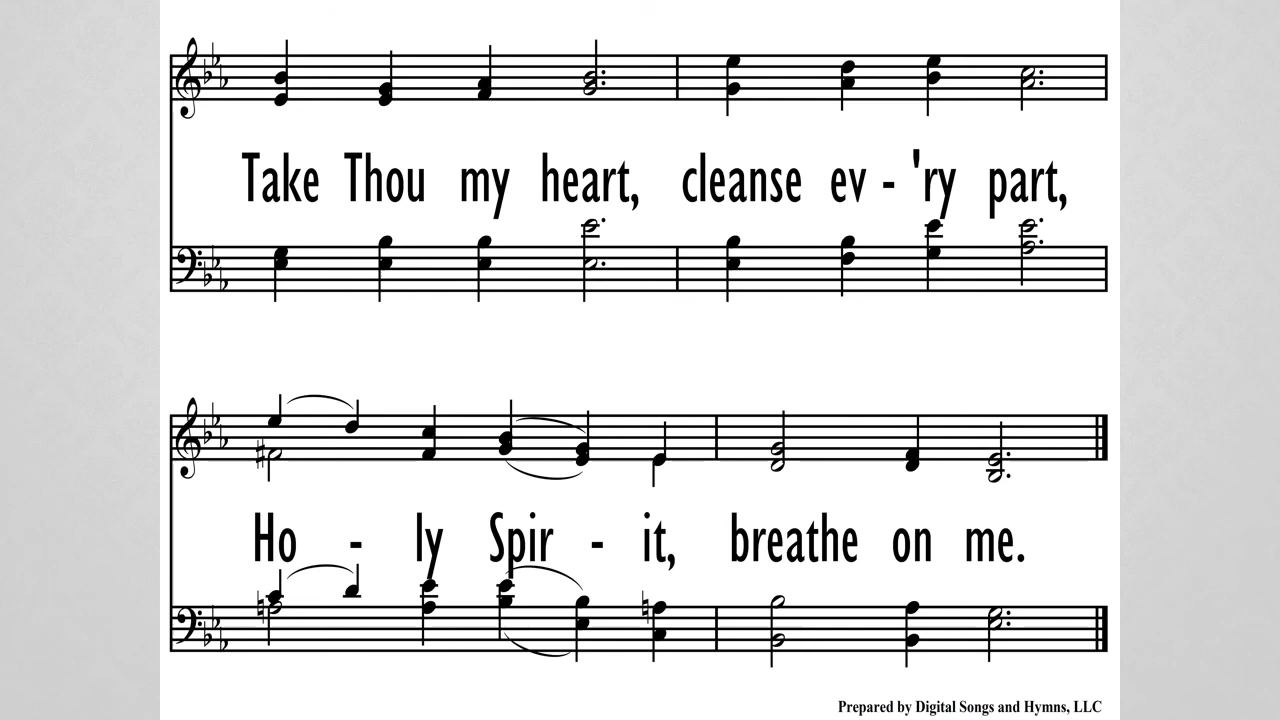 Take Thou my heart, cleanse ev - 'ry part,
Ho - ly Spir - it, breathe on me.
Prepared by Digital Songs and Hymns, LLC